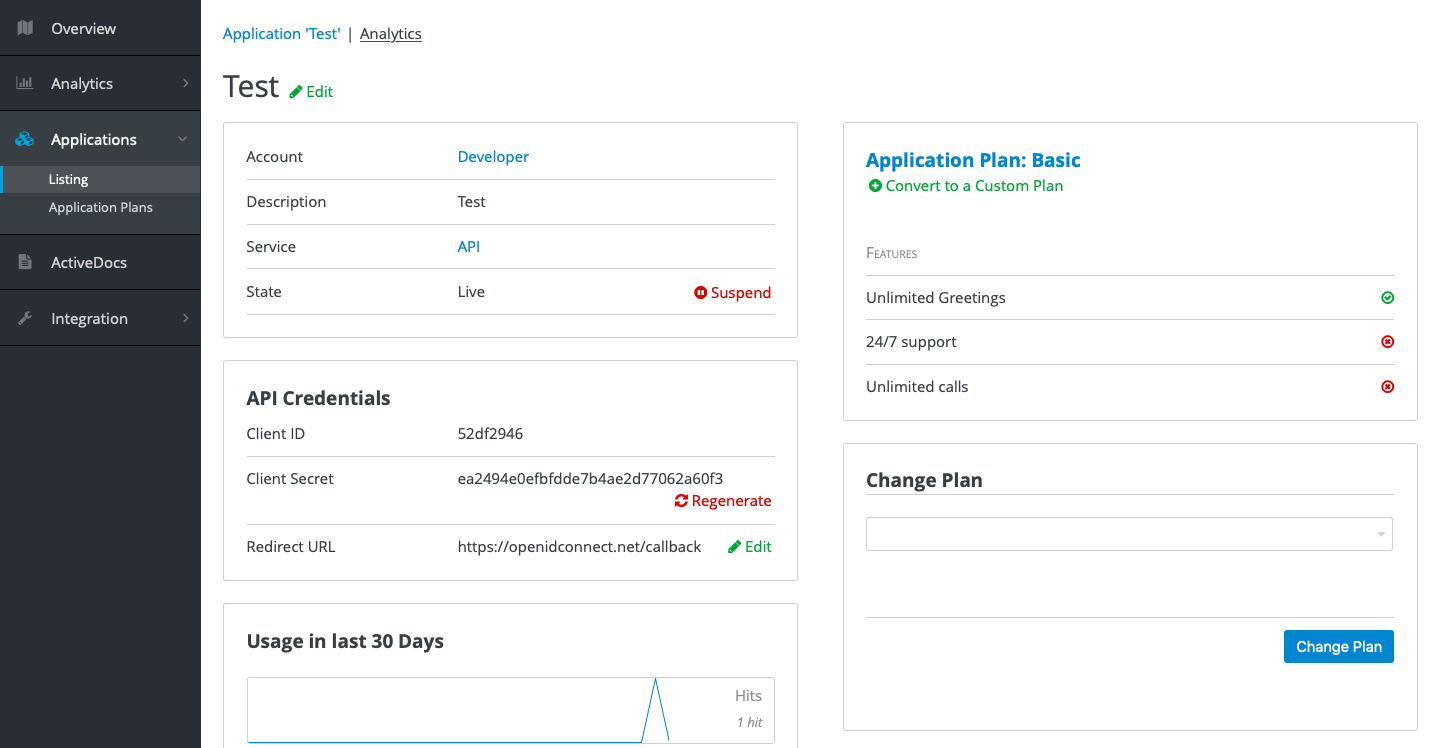 Overview
Analytics
Applications
Listing
Application Plans
ActiveDocs
Integration
Application 'Test' | Analytics
Test Edit
Account Developer
Description Test
Service API
State Live Suspend
API Credentials
Client ID 52df2946
Client Secret ea2494e0efbfdde7b4ae2d77062a60f3
Regenerate
Redirect URL https://openidconnect.net/callback Edit
Usage in last 30 Days
Hits
1 hit
Application Plan: Basic
Convert to a Custom Plan
Features
Unlimited Greetings
24/7 support
Unlimited calls
Change Plan
Change Plan